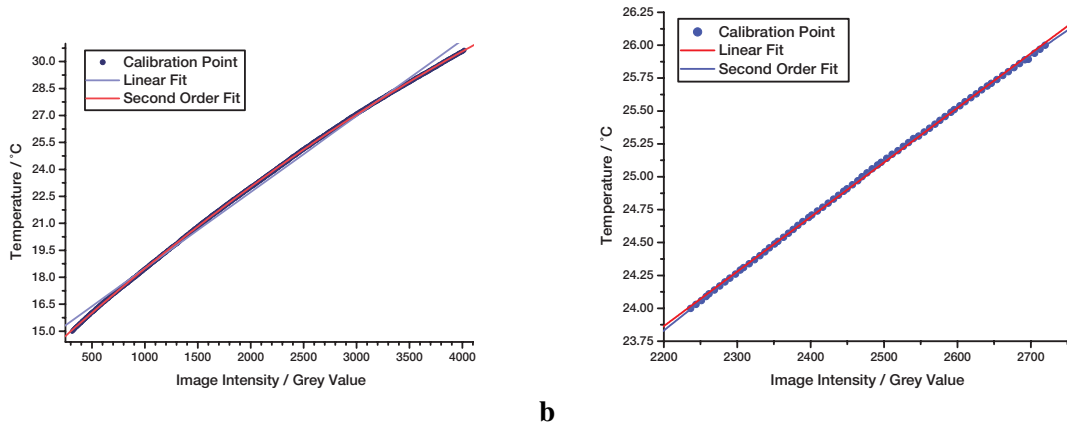 30.0
28.5
27.0
25.5
24.0
22.5
21.0
19.5
18.0
16.5
15.0
Temperature / °C
Calibration Point
Linear Fit
Second Order Fit
500 1000 1500 2000 2500 3000 3500 4000
Image Intensity / Grey Value
26.25
26.00
25.75
25.50
25.25
25.00
24.75
24.50
24.25
24.00
23.75
Temperature / °C
Calibration Point
Linear Fit
Second Order Fit
2200 2300 2400 2500 2600 2700
Image Intensity / Grey Value
b